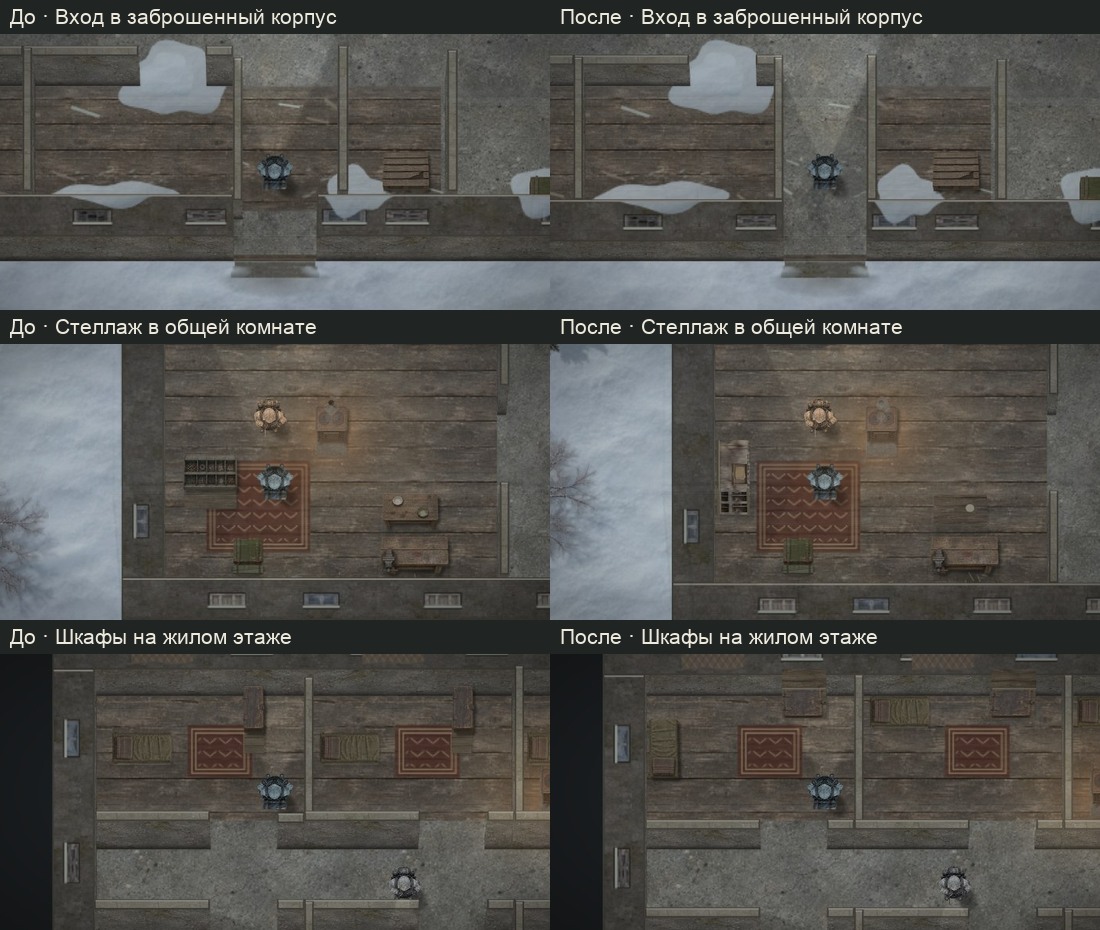 До · Вход в заброшенный корпус
После · Вход в заброшенный корпус
До · Стеллаж в общей комнате
После · Стеллаж в общей комнате
До · Шкафы на жилом этаже
После · Шкафы на жилом этаже